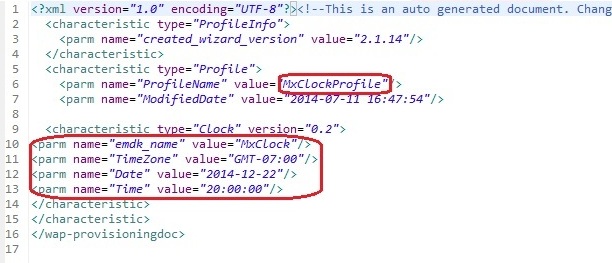 1 <?xml version="1.0" encoding="UTF-8"?><!--This is an auto generated document. Chang
2 <characteristic type="ProfileInfo">
3 <parm name="created_wizard_version" value="2.1.14"/>
4 </characteristic>
5 <characteristic type="Profile">
6 <parm name="ProfileName" value="MxClockProfile"/>
7 <parm name="ModifiedDate" value="2014-07-11 16:47:54"/>
8
9 <characteristic type="Clock" version="0.2">
10 <parm name="emdk_name" value="MxClock"/>
11 <parm name="TimeZone" value="GMT-07:00"/>
12 <parm name="Date" value="2014-12-22"/>
13 <parm name="Time" value="20:00:00"/>
14 </characteristic>
15 </characteristic>
16 </wap-provisioningdoc>
17